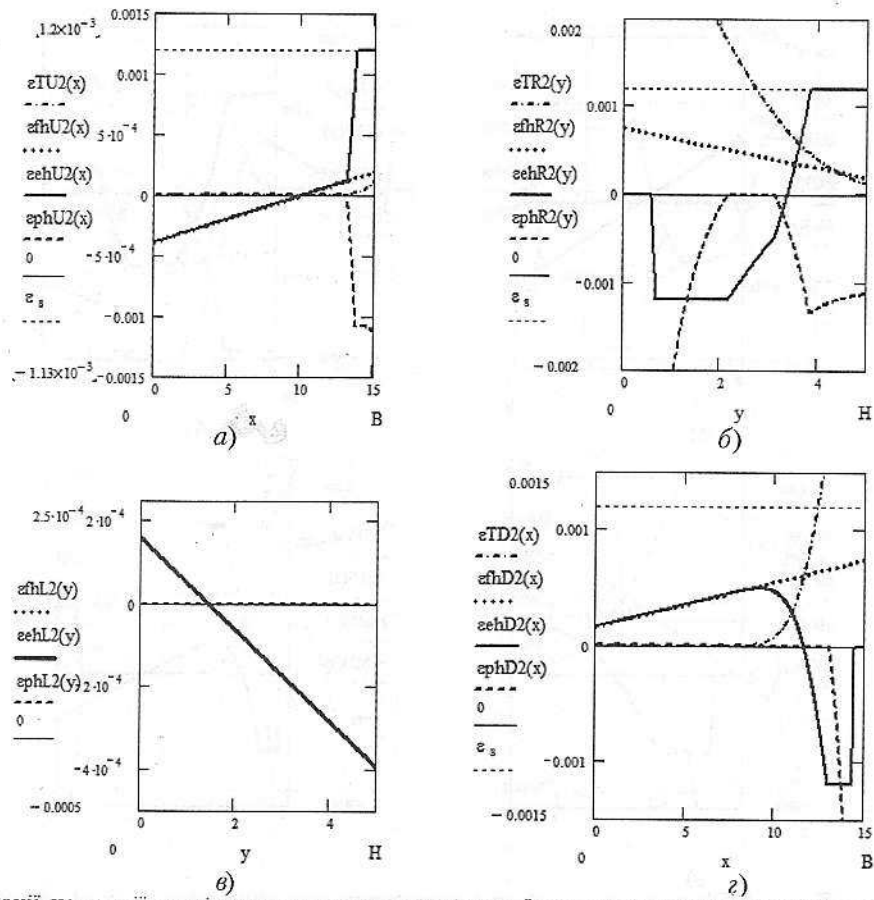 1.2×10⁻³
0.0015
0.001
5·10⁻⁴
0
−5·10⁻⁴
−0.001
−1.13×10⁻³
−0.0015
εTU2(x)
εfhU2(x)
εehU2(x)
εphU2(x)
0
ε s
0 5 10 15
0 x B
а)
0.002
0.001
0
−0.001
−0.002
εTR2(y)
εfhR2(y)
εehR2(y)
εphR2(y)
0
ε s
0 2 4
0 y H
б)
2.5·10⁻⁴
2·10⁻⁴
0
2·10⁻⁴
−4·10⁻⁴
−0.0005
εfhL2(y)
εehL2(y)
εphL2(y)
0
0 2 4
0 y H
в)
0.0015
0.001
0
−0.001
−0.0015
εTD2(x)
εfhD2(x)
εehD2(x)
εphD2(x)
0
ε s
0 5 10 15
0 x B
г)